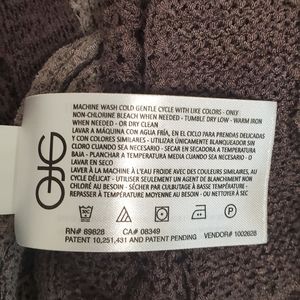 MACHINE WASH COLD GENTLE CYCLE WITH LIKE COLORS - ONLY
NON-CHLORINE BLEACH WHEN NEEDED - TUMBLE DRY LOW - WARM IRON
WHEN NEEDED - OR DRY CLEAN
LAVAR A MÁQUINA CON AGUA FRÍA, EN EL CICLO PARA PRENDAS DELICADAS
Y CON COLORES SIMILARES - UTILIZAR ÚNICAMENTE BLANQUEADOR SIN
CLORO CUANDO SEA NECESARIO - SECAR EN SECADORA A TEMPERATURA
BAJA - PLANCHAR A TEMPERATURA MEDIA CUANDO SEA NECESARIO - O
LAVAR EN SECO
LAVER À LA MACHINE À L'EAU FROIDE AVEC DES COULEURS SIMILAIRES, AU
CYCLE DÉLICAT - UTILISER SEULEMENT UN AGENT DE BLANCHIMENT NON
CHLORÉ AU BESOIN - SÉCHER PAR CULBUTAGE À BASSE TEMPÉRATURE -
REPASSER À TEMPÉRATURE MOYENNE AU BESOIN - OU NETTOYER À SEC
RN# 89828 CA# 08349 VENDOR# 1002628
PATENT 10,251,431 AND PATENT PENDING